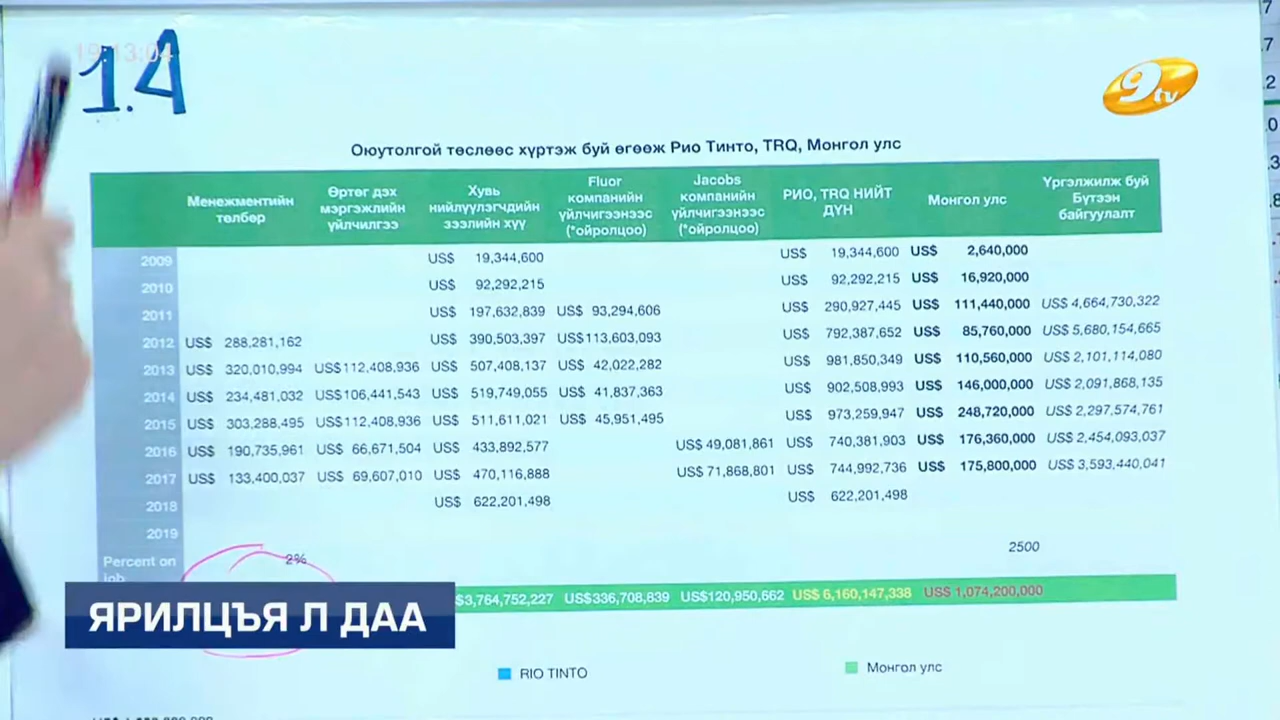 19:13:04
1.4
9tv
Оюутолгой төслөөс хүртэж буй өгөөж Рио Тинто, TRQ, Монгол улс
Менежментийн төлбөр
Өртөг дэх мэргэжлийн үйлчилгээ
Хувь нийлүүлэгчдийн зээлийн хүү
Fluor компанийн үйлчигээнээс (*ойролцоо)
Jacobs компанийн үйлчигээнээс (*ойролцоо)
РИО, TRQ НИЙТ ДҮН
Монгол улс
Үргэлжилж буй Бүтээн байгуулалт
2009 US$ 19,344,600 US$ 19,344,600 US$ 2,640,000
2010 US$ 92,292,215 US$ 92,292,215 US$ 16,920,000
2011 US$ 197,632,839 US$ 93,294,606 US$ 290,927,445 US$ 111,440,000 US$ 4,664,730,322
2012 US$ 288,281,162 US$ 390,503,397 US$113,603,093 US$ 792,387,652 US$ 85,760,000 US$ 5,680,154,665
2013 US$ 320,010,994 US$112,408,936 US$ 507,408,137 US$ 42,022,282 US$ 981,850,349 US$ 110,560,000 US$ 2,101,114,080
2014 US$ 234,481,032 US$106,441,543 US$ 519,749,055 US$ 41,837,363 US$ 902,508,993 US$ 146,000,000 US$ 2,091,868,135
2015 US$ 303,288,495 US$112,408,936 US$ 511,611,021 US$ 45,951,495 US$ 973,259,947 US$ 248,720,000 US$ 2,297,574,761
2016 US$ 190,735,961 US$ 66,671,504 US$ 433,892,577 US$49,081,861 US$ 740,381,903 US$ 176,360,000 US$ 2,454,093,037
2017 US$ 133,400,037 US$ 69,607,010 US$ 470,116,888 US$71,868,801 US$ 744,992,736 US$ 175,800,000 US$ 3,593,440,041
2018 US$ 622,201,498 US$ 622,201,498
2019
Percent on job 2% 2500
$3,764,752,227 US$336,708,839 US$120,950,662 US$ 6,160,147,338 US$ 1,074,200,000
ЯРИЛЦЪЯ Л ДАА
RIO TINTO
Монгол улс